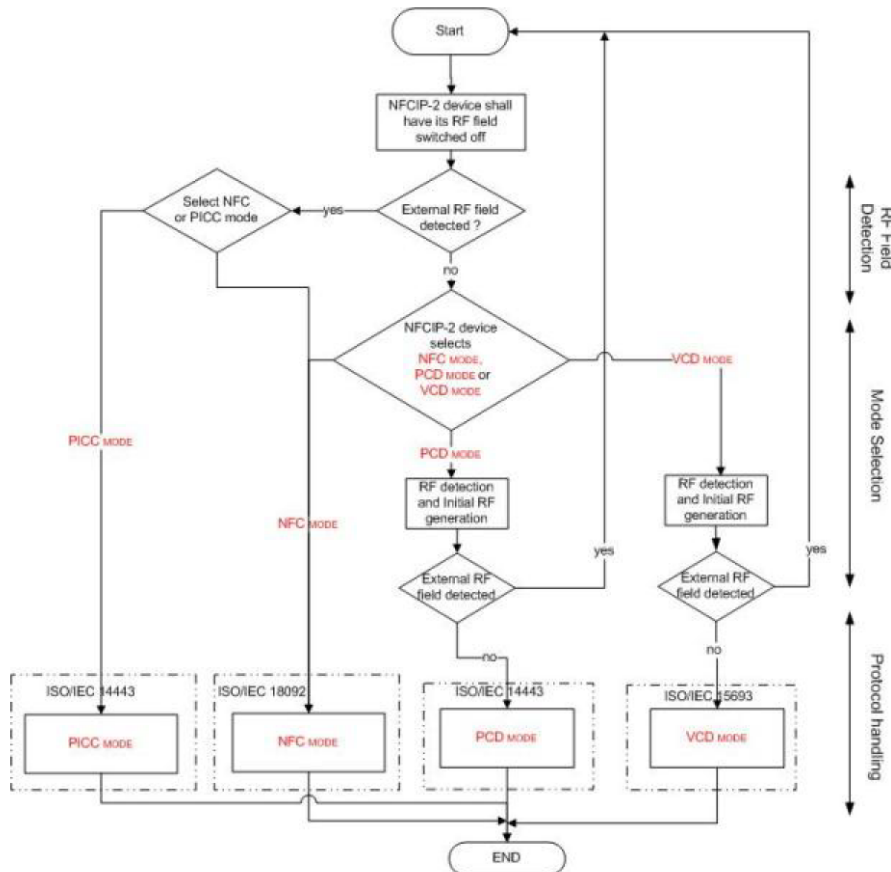 Start
NFCIP-2 device shall
have its RF field
switched off
Select NFC
or PICC mode
yes
External RF field
detected ?
no
RF Field
Detection
NFCIP-2 device
selects
NFC MODE,
PCD MODE or
VCD MODE
VCD MODE
PICC MODE
PCD MODE
Mode Selection
RF detection
and Initial RF
generation
RF detection
and Initial RF
generation
NFC MODE
yes
yes
External RF
field detected
External RF
field detected
no
no
Protocol handling
ISO/IEC 14443
ISO/IEC 18092
ISO/IEC 14443
ISO/IEC 15693
PICC MODE
NFC MODE
PCD MODE
VCD MODE
END